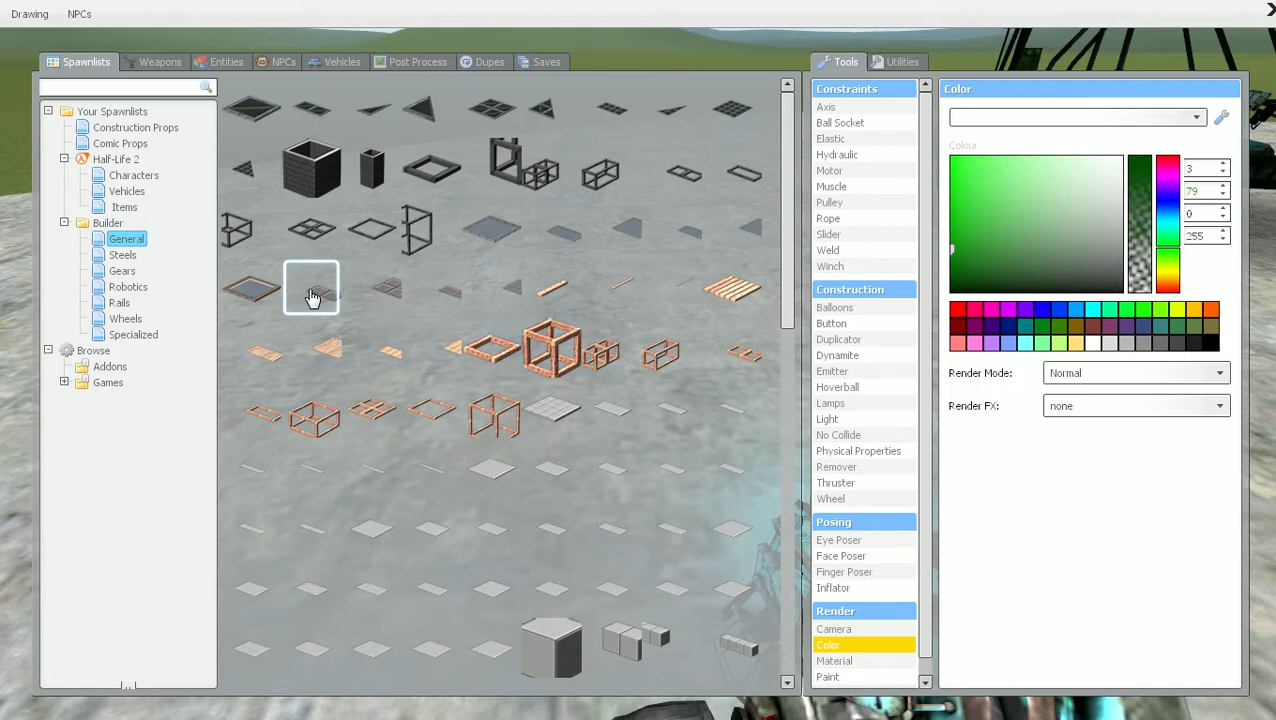 Drawing NPCs
Spawnlists Weapons Entities NPCs Vehicles Post Process Dupes Saves
Your Spawnlists
Construction Props
Comic Props
Half-Life 2
Characters
Vehicles
Items
Builder
General
Steels
Gears
Robotics
Rails
Wheels
Specialized
Browse
Addons
Games
Tools Utilities
Constraints
Axis
Ball Socket
Elastic
Hydraulic
Motor
Muscle
Pulley
Rope
Slider
Weld
Winch
Construction
Balloons
Button
Duplicator
Dynamite
Emitter
Hoverball
Lamps
Light
No Collide
Physical Properties
Remover
Thruster
Wheel
Posing
Eye Poser
Face Poser
Finger Poser
Inflator
Render
Camera
Color
Material
Paint
Color
Colour
3
79
0
255
Render Mode: Normal
Render FX: none